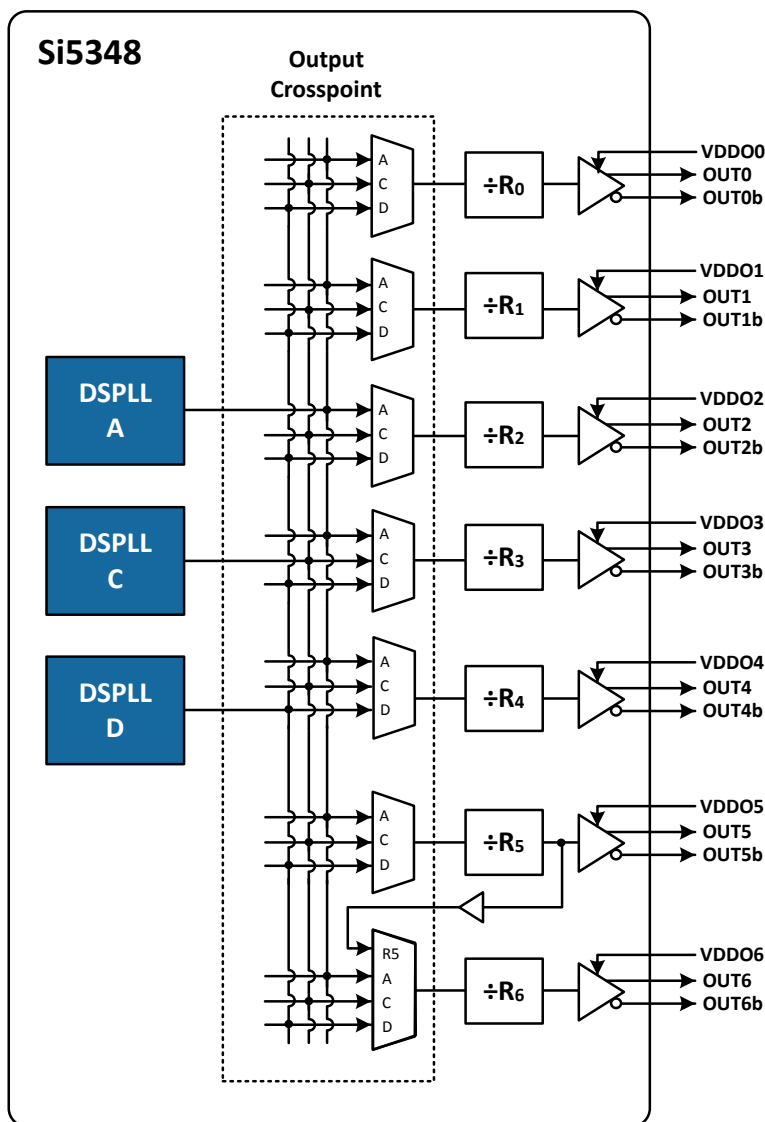 Si5348
Output
Crosspoint
A
C
D
÷R0
VDDO0
OUT0
OUT0b
A
C
D
÷R1
VDDO1
OUT1
OUT1b
DSPLL
A
A
C
D
÷R2
VDDO2
OUT2
OUT2b
DSPLL
C
A
C
D
÷R3
VDDO3
OUT3
OUT3b
DSPLL
D
A
C
D
÷R4
VDDO4
OUT4
OUT4b
A
C
D
÷R5
VDDO5
OUT5
OUT5b
R5
A
C
D
÷R6
VDDO6
OUT6
OUT6b